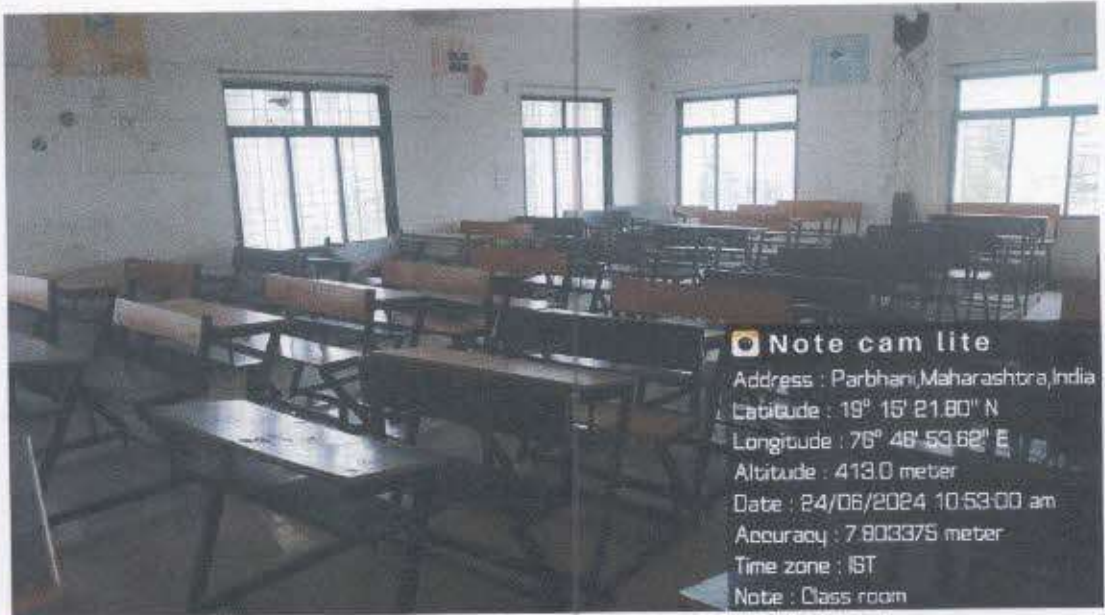 Note cam lite
Address : Parbhani,Maharashtra,India
Latitude : 19° 15' 21.80" N
Longitude : 76° 46' 53.62" E
Altitude : 413.0 meter
Date : 24/06/2024 10:53:00 am
Accuracy : 7.803375 meter
Time zone : IST
Note : Class room